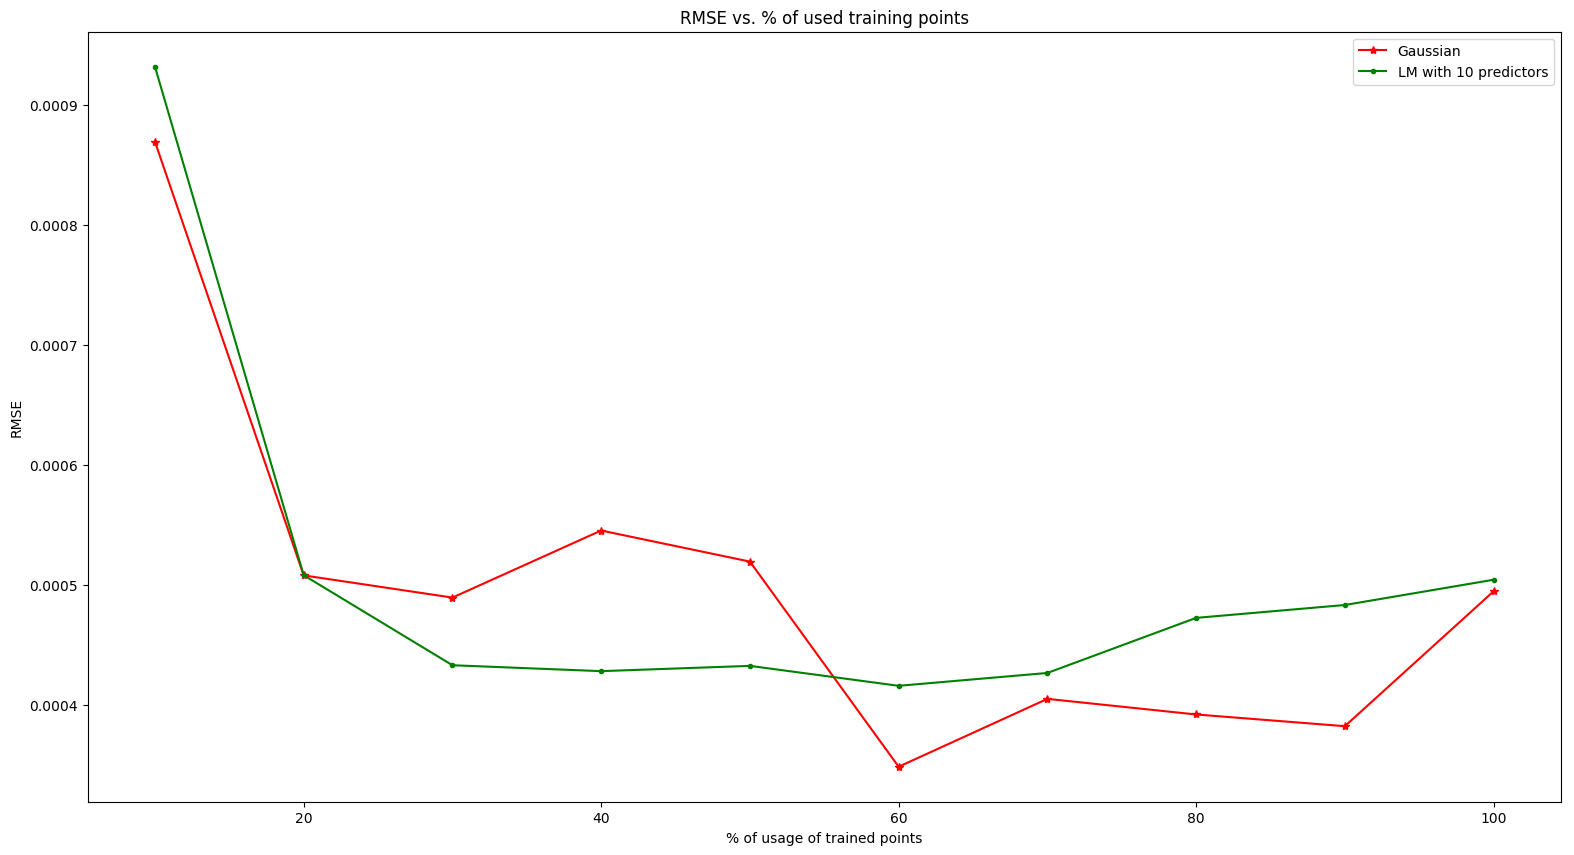 RMSE vs. % of used training points
Gaussian
LM with 10 predictors
0.0009
0.0008
0.0007
0.0006
0.0005
0.0004
RMSE
20
40
60
80
100
% of usage of trained points